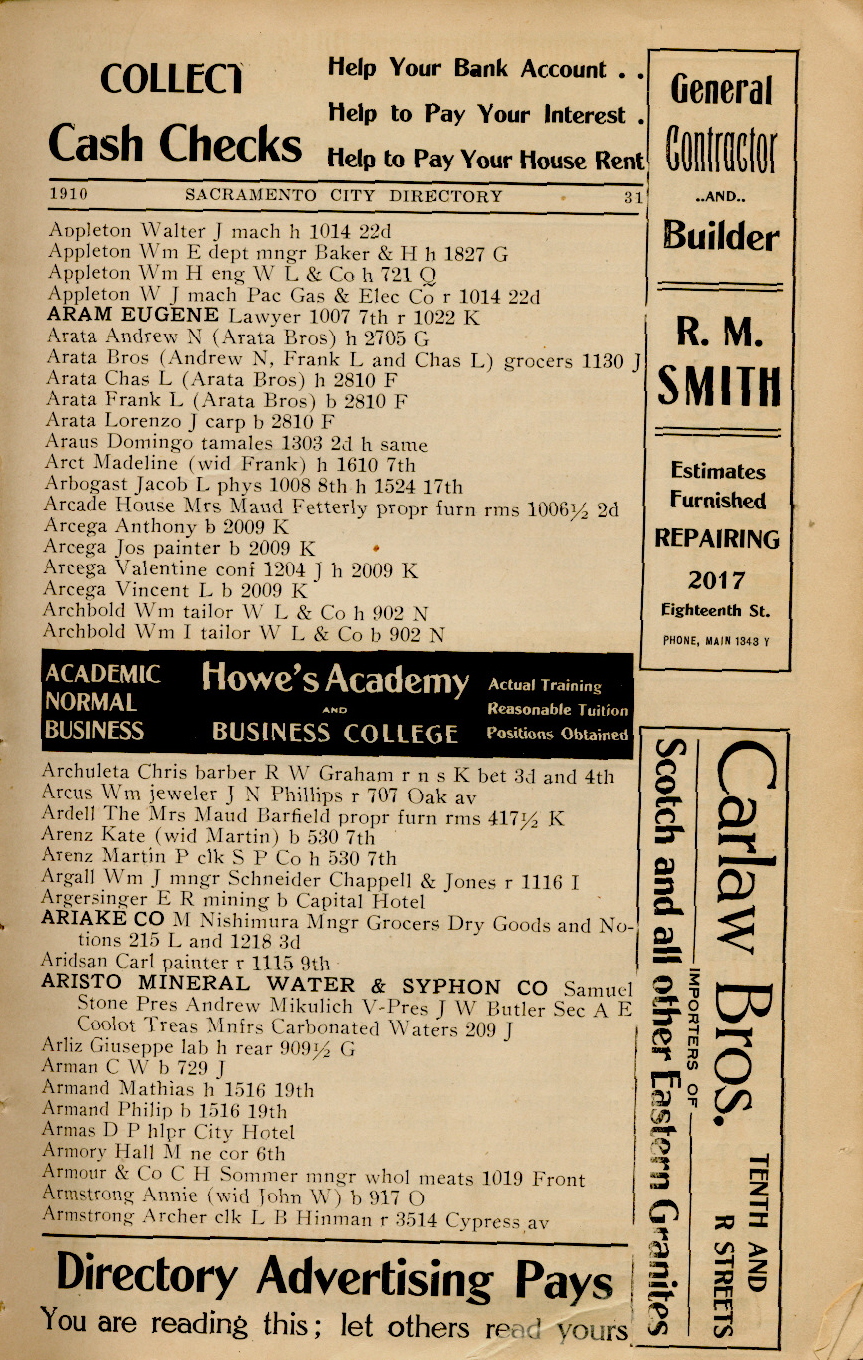 COLLECT
Cash Checks
Help Your Bank Account . .
Help to Pay Your Interest .
Help to Pay Your House Rent
1910 SACRAMENTO CITY DIRECTORY 31
Appleton Walter J mach h 1014 22d
Appleton Wm E dept mngr Baker & H h 1827 G
Appleton Wm H eng W L & Co h 721 Q
Appleton W J mach Pac Gas & Elec Co r 1014 22d
ARAM EUGENE Lawyer 1007 7th r 1022 K
Arata Andrew N (Arata Bros) h 2705 G
Arata Bros (Andrew N, Frank L and Chas L) grocers 1130 J
Arata Chas L (Arata Bros) h 2810 F
Arata Frank L (Arata Bros) b 2810 F
Arata Lorenzo J carp b 2810 F
Araus Domingo tamales 1303 2d h same
Arct Madeline (wid Frank) h 1610 7th
Arbogast Jacob L phys 1008 8th h 1524 17th
Arcade House Mrs Maud Fetterly propr furn rms 1006½ 2d
Arcega Anthony b 2009 K
Arcega Jos painter b 2009 K
Arcega Valentine conf 1204 J h 2009 K
Arcega Vincent L b 2009 K
Archbold Wm tailor W L & Co h 902 N
Archbold Wm I tailor W L & Co b 902 N
ACADEMIC
NORMAL
BUSINESS
Howe's Academy
AND
BUSINESS COLLEGE
Actual Training
Reasonable Tuition
Positions Obtained
Archuleta Chris barber R W Graham r n s K bet 3d and 4th
Arcus Wm jeweler J N Phillips r 707 Oak av
Ardell The Mrs Maud Barfield propr furn rms 417½ K
Arenz Kate (wid Martin) b 530 7th
Arenz Martin P clk S P Co h 530 7th
Argall Wm J mngr Schneider Chappell & Jones r 1116 I
Argersinger E R mining b Capital Hotel
ARIAKE CO M Nishimura Mngr Grocers Dry Goods and No-
tions 215 L and 1218 3d
Aridsan Carl painter r 1115 9th
ARISTO MINERAL WATER & SYPHON CO Samuel
Stone Pres Andrew Mikulich V-Pres J W Butler Sec A E
Coolot Treas Mnfrs Carbonated Waters 209 J
Arliz Giuseppe lab h rear 909½ G
Arman C W b 729 J
Armand Mathias h 1516 19th
Armand Philip b 1516 19th
Armas D P hlpr City Hotel
Armory Hall M ne cor 6th
Armour & Co C H Sommer mngr whol meats 1019 Front
Armstrong Annie (wid John W) b 917 O
Armstrong Archer clk L B Hinman r 3514 Cypress av
Directory Advertising Pays
You are reading this; let others read yours
General
Contractor
..AND..
Builder
R. M.
SMITH
Estimates
Furnished
REPAIRING
2017
Eighteenth St.
PHONE, MAIN 1343 Y
Carlaw Bros.
TENTH AND
R STREETS
IMPORTERS OF
Scotch and all other Eastern Granites